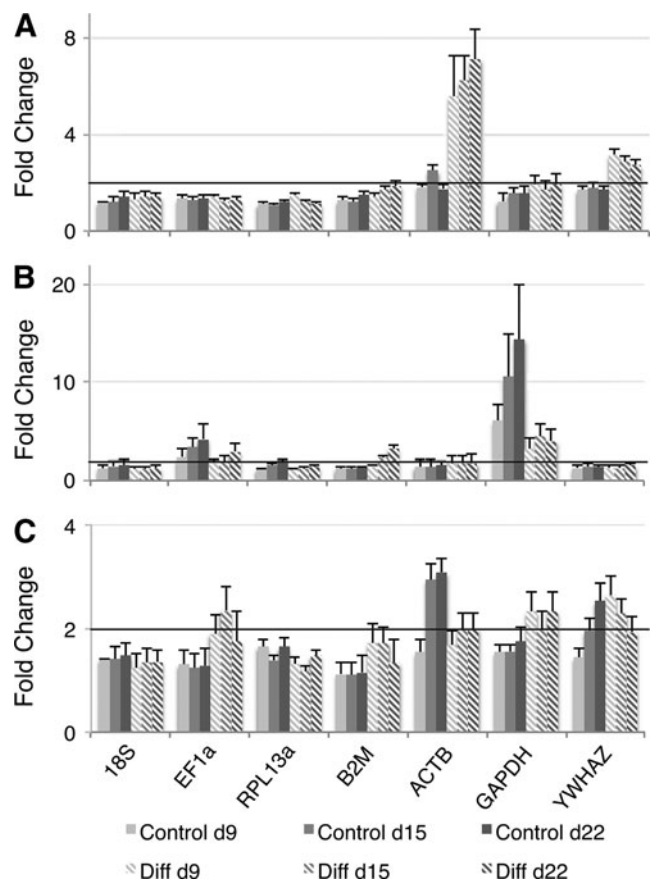 A
Fold Change
8
4
0
B
Fold Change
20
10
0
C
Fold Change
4
2
0
18S
EF1a
RPL13a
B2M
ACTB
GAPDH
YWHAZ
Control d9
Control d15
Control d22
Diff d9
Diff d15
Diff d22